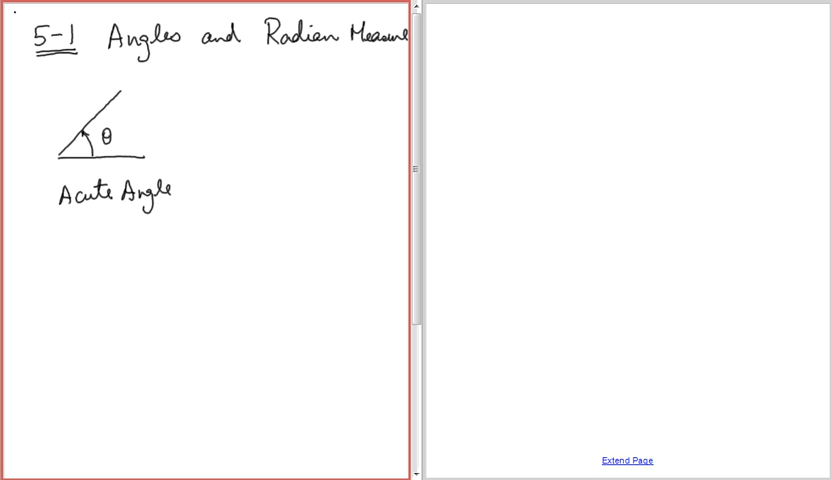 5-1 Angles and Radian Measure
θ
Acute Angle
Extend Page